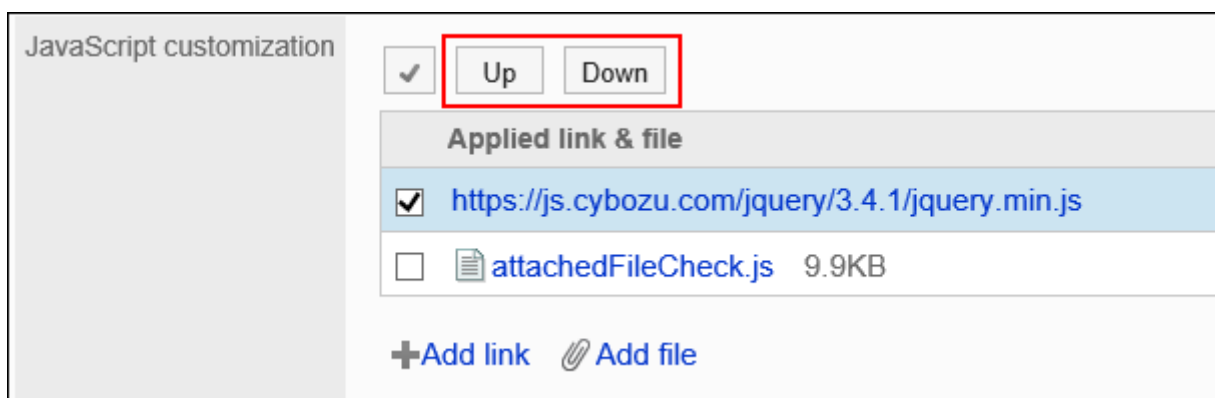 JavaScript customization
Up Down
Applied link & file
https://js.cybozu.com/jquery/3.4.1/jquery.min.js
attachedFileCheck.js 9.9KB
Add link Add file